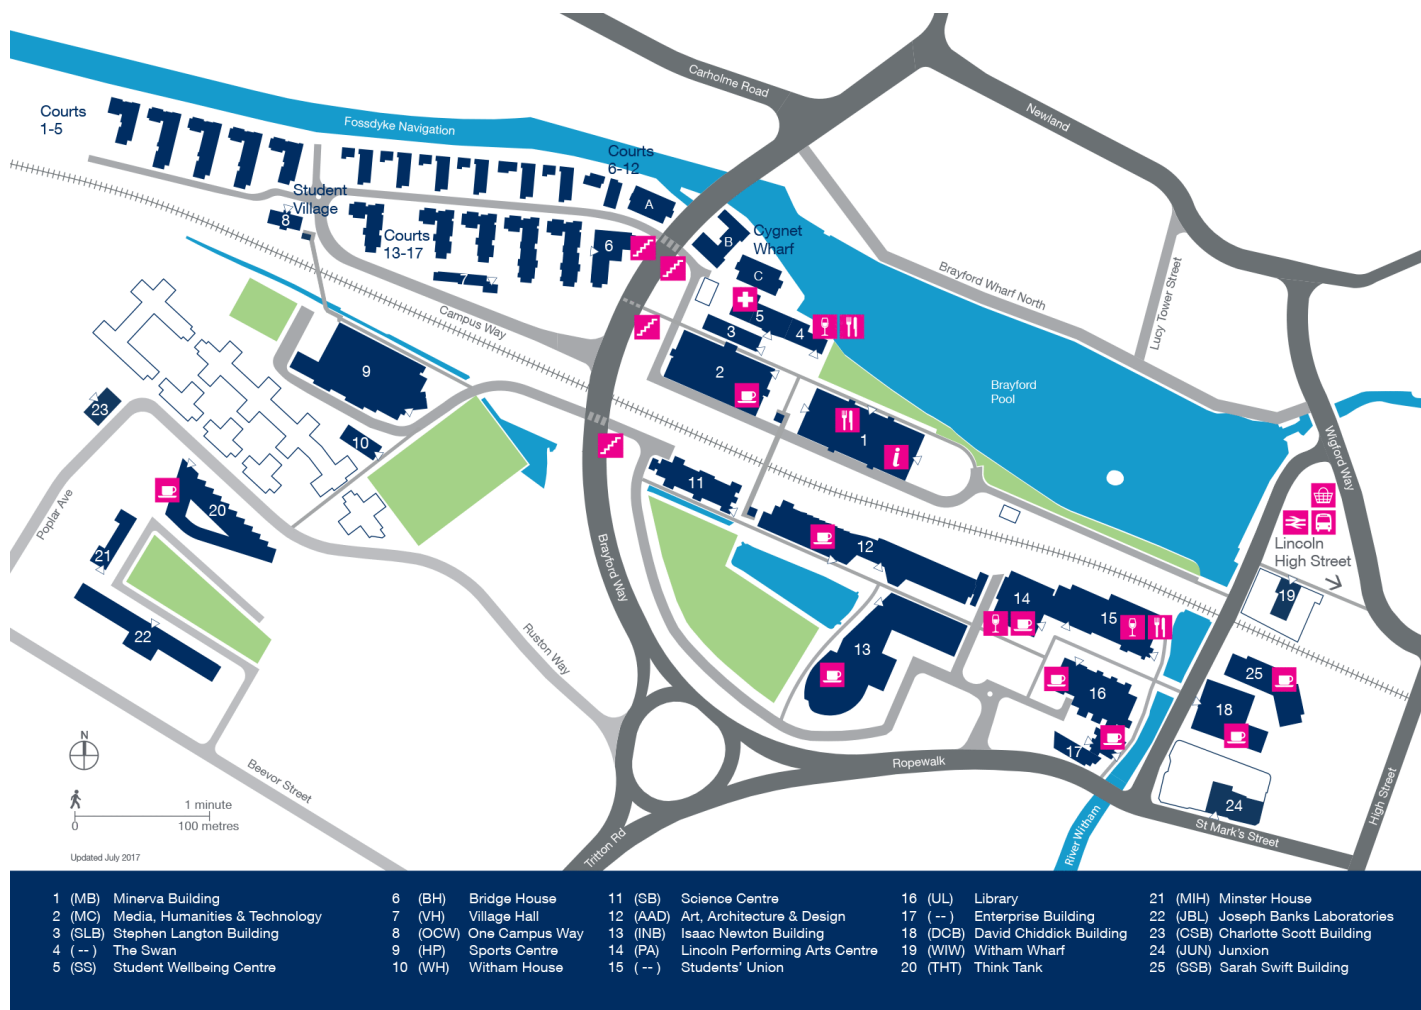 Carholme Road
Newland
Courts
1-5
Fossdyke Navigation
Courts
6-12
Student
Village
A
8
Courts
13-17
6
B
Cygnet
Wharf
C
7
Campus Way
Brayford Wharf North
Lucy Tower Street
5
3
4
2
9
23
10
Brayford
Pool
1
i
Wigford Way
11
Poplar Ave
20
12
21
Brayford Way
Lincoln
High Street
14
19
15
22
Ruston Way
13
16
25
18
17
N
Beevor Street
Ropewalk
1 minute
0
100 metres
24
Tritton Rd
River Witham
St Mark's Street
High Street
Updated July 2017
1 (MB) Minerva Building
2 (MC) Media, Humanities & Technology
3 (SLB) Stephen Langton Building
4 ( -- ) The Swan
5 (SS) Student Wellbeing Centre
6 (BH) Bridge House
7 (VH) Village Hall
8 (OCW) One Campus Way
9 (HP) Sports Centre
10 (WH) Witham House
11 (SB) Science Centre
12 (AAD) Art, Architecture & Design
13 (INB) Isaac Newton Building
14 (PA) Lincoln Performing Arts Centre
15 ( -- ) Students' Union
16 (UL) Library
17 ( -- ) Enterprise Building
18 (DCB) David Chiddick Building
19 (WIW) Witham Wharf
20 (THT) Think Tank
21 (MIH) Minster House
22 (JBL) Joseph Banks Laboratories
23 (CSB) Charlotte Scott Building
24 (JUN) Junxion
25 (SSB) Sarah Swift Building